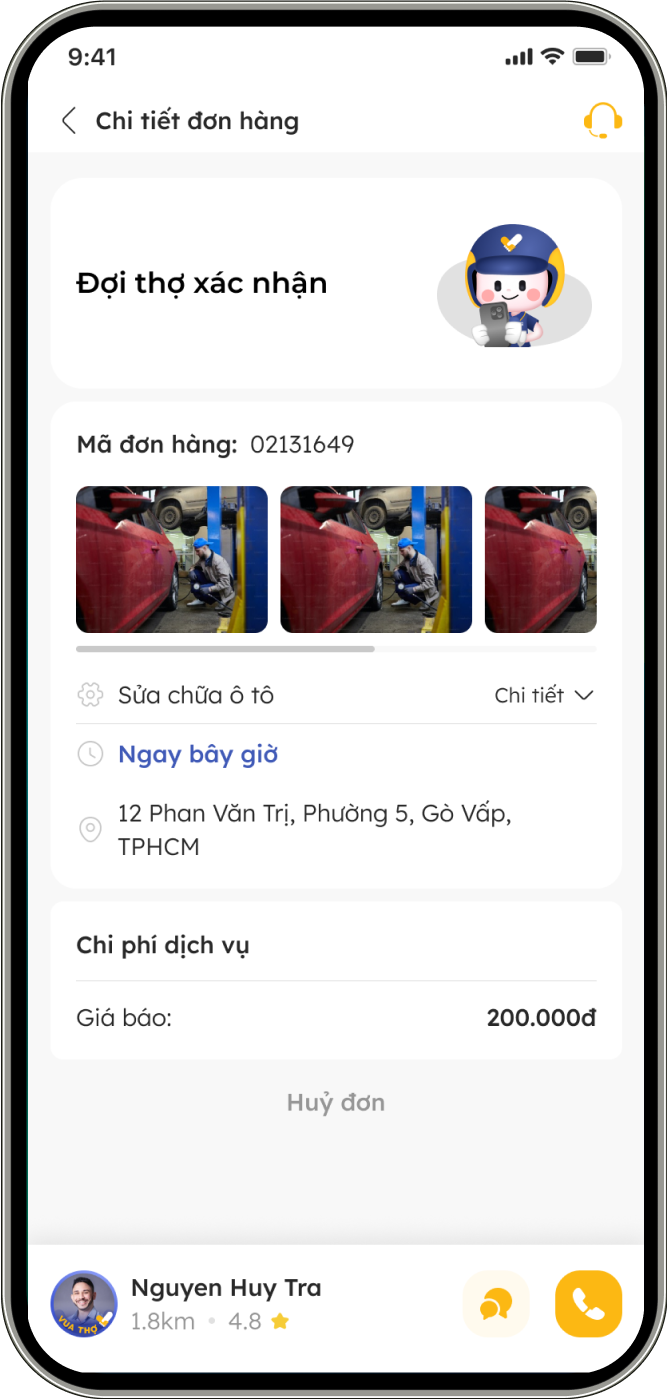 9:41
Chi tiết đơn hàng
Đợi thợ xác nhận
Mã đơn hàng: 02131649
Sửa chữa ô tô Chi tiết
Ngay bây giờ
12 Phan Văn Trị, Phường 5, Gò Vấp,
TPHCM
Chi phí dịch vụ
Giá báo: 200.000đ
Huỷ đơn
Nguyen Huy Tra
1.8km • 4.8
VUA THỢ